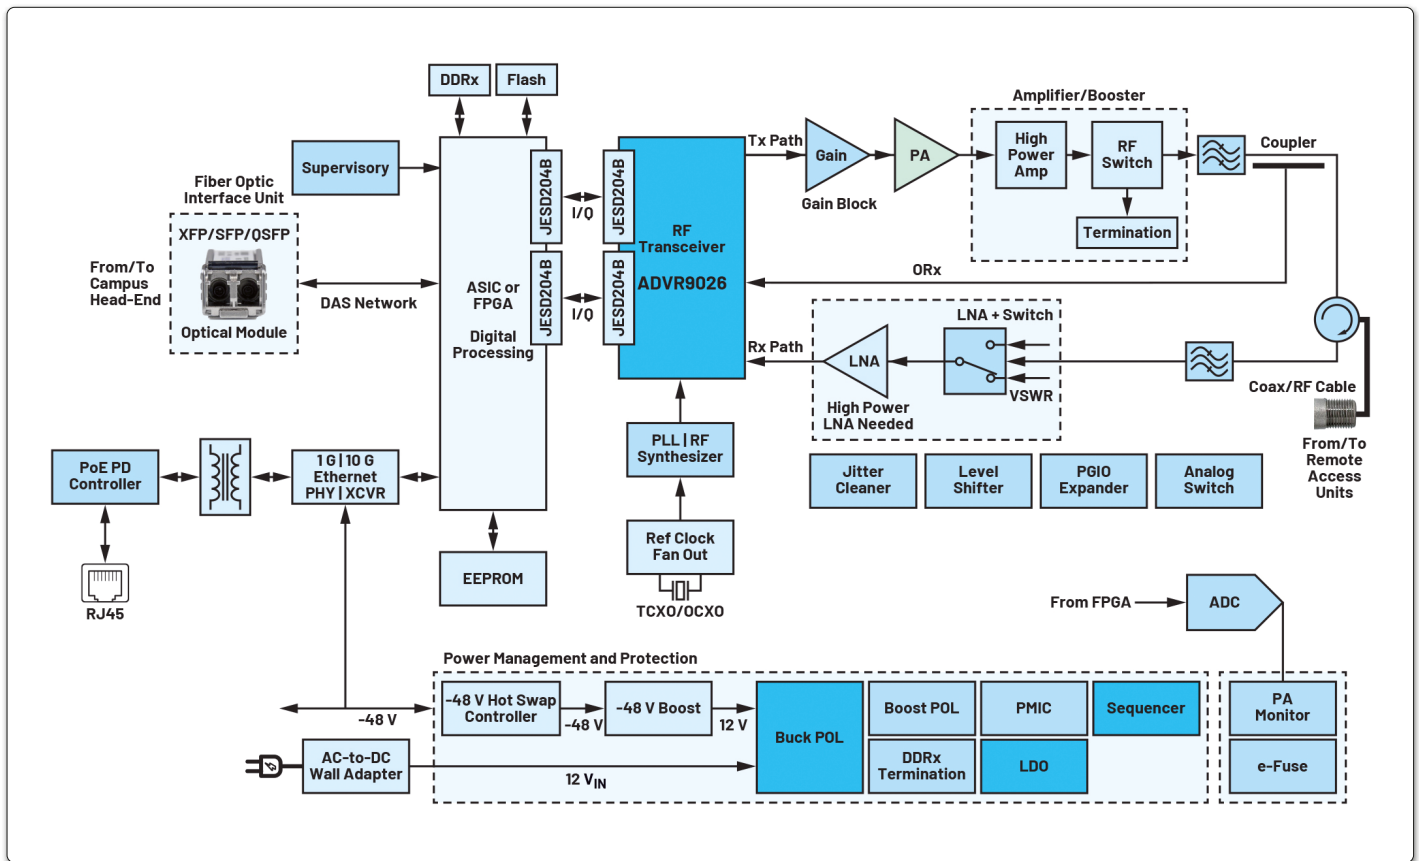 DDRx
Flash
Supervisory
Fiber Optic
Interface Unit
XFP/SFP/QSFP
From/To
Campus
Head-End
Optical Module
DAS Network
ASIC or
FPGA
Digital
Processing
JESD204B
JESD204B
I/Q
JESD204B
JESD204B
I/Q
RF
Transceiver
ADVR9026
Tx Path
Gain
Gain Block
PA
Amplifier/Booster
High
Power
Amp
RF
Switch
Termination
Coupler
ORx
Rx Path
LNA + Switch
LNA
High Power
LNA Needed
VSWR
Coax/RF Cable
From/To
Remote
Access
Units
PLL | RF
Synthesizer
Jitter
Cleaner
Level
Shifter
PGIO
Expander
Analog
Switch
PoE PD
Controller
1 G | 10 G
Ethernet
PHY | XCVR
RJ45
EEPROM
Ref Clock
Fan Out
TCXO/OCXO
From FPGA
ADC
Power Management and Protection
-48 V
-48 V Hot Swap
Controller
-48 V
-48 V Boost
12 V
Buck POL
Boost POL
PMIC
Sequencer
DDRx
Termination
LDO
PA
Monitor
e-Fuse
AC-to-DC
Wall Adapter
12 VIN